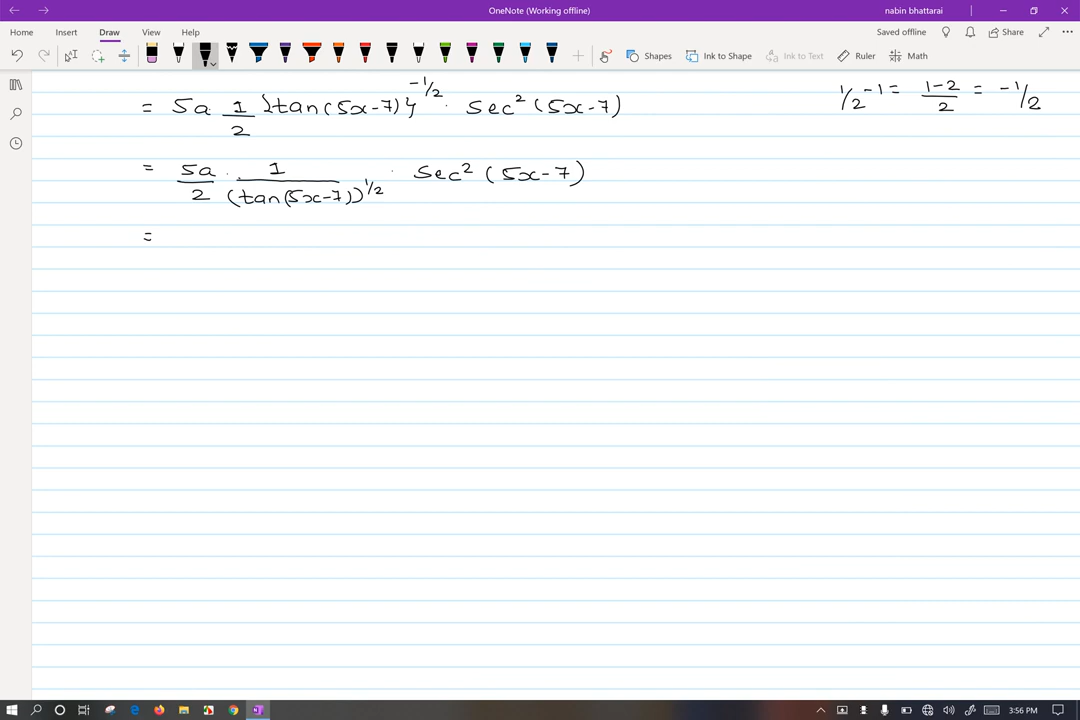 OneNote (Working offline)
nabin bhattarai
Home Insert Draw View Help
Saved offline Share
Shapes Ink to Shape Ink to Text Ruler Math
= 5a . 1/2 {tan(5x-7)}^-1/2 . sec² (5x-7)
1/2 -1 = 1-2/2 = -1/2
= 5a/2 . 1/(tan(5x-7))^1/2 . sec² (5x-7)
=
3:56 PM